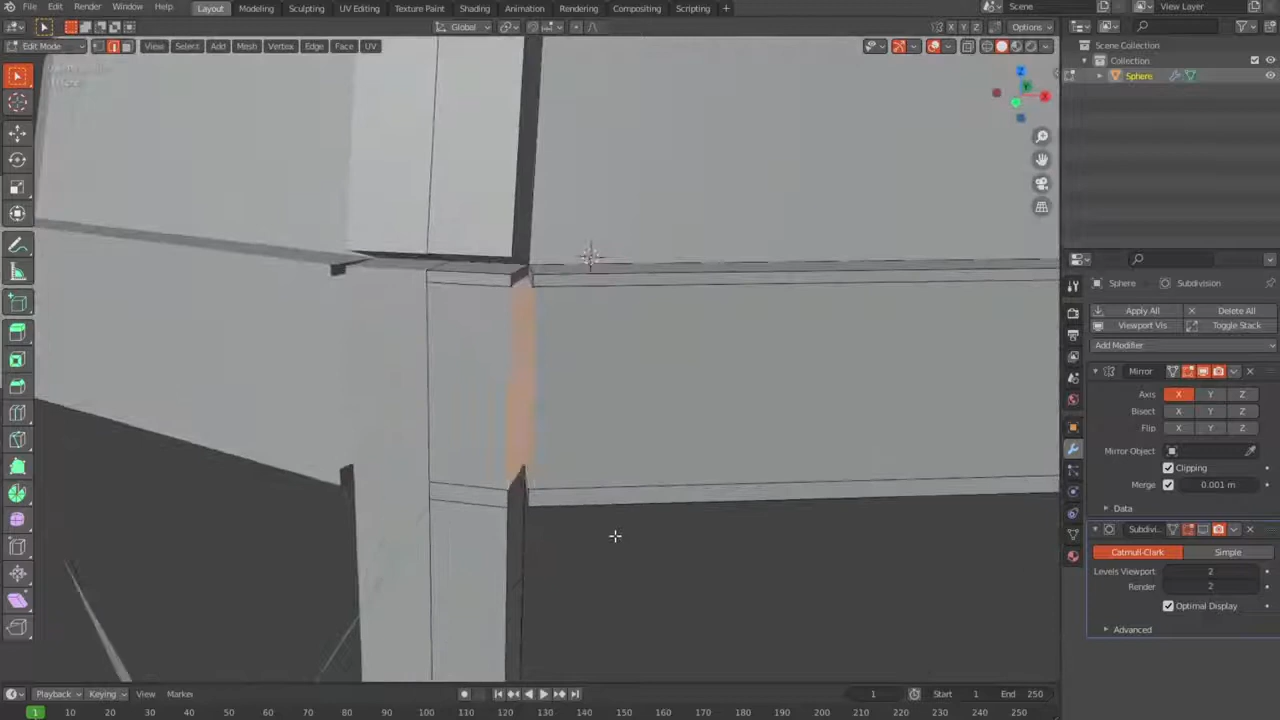 File Edit Render Window Help Layout Modeling Sculpting UV Editing Texture Paint Shading Animation Rendering Compositing Scripting + Scene View Layer
Global X Y Z Options
Edit Mode View Select Add Mesh Vertex Edge Face UV
Scene Collection
Collection
Sphere
Sphere Subdivision
Apply All Delete All
Viewport Vis Toggle Stack
Add Modifier
Mirror
Axis X Y Z
Bisect X Y Z
Flip X Y Z
Mirror Object
Clipping
Merge 0.001 m
Data
Subdivi...
Catmull-Clark Simple
Levels Viewport 2
Render 2
Optimal Display
Advanced
Playback Keying View Marker 1 Start 1 End 250
1 10 20 30 40 50 60 70 80 90 100 110 120 130 140 150 160 170 180 190 200 210 220 230 240 250